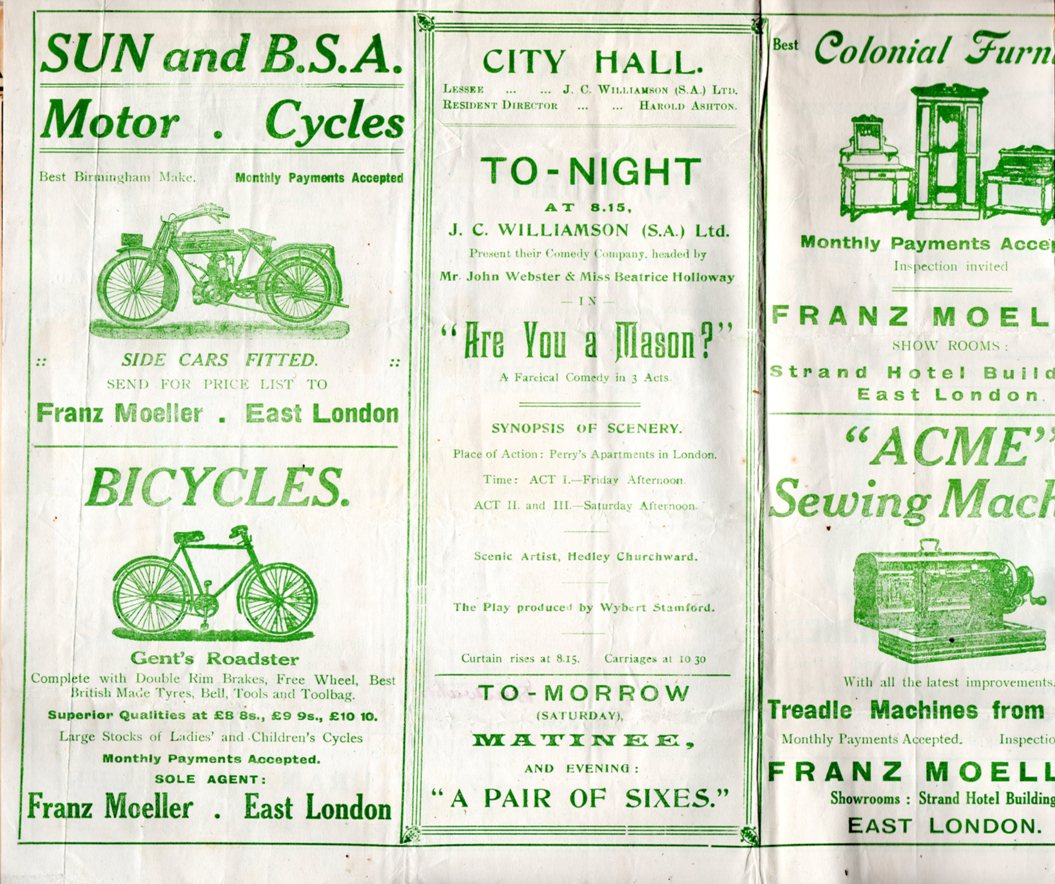 SUN and B.S.A.
Motor . Cycles
Best Birmingham Make. Monthly Payments Accepted
:: SIDE CARS FITTED. ::
SEND FOR PRICE LIST TO
Franz Moeller . East London
BICYCLES.
Gent's Roadster
Complete with Double Rim Brakes, Free Wheel, Best
British Made Tyres, Bell, Tools and Toolbag.
Superior Qualities at £8 8s., £9 9s., £10 10.
Large Stocks of Ladies' and Children's Cycles
Monthly Payments Accepted.
SOLE AGENT:
Franz Moeller . East London
CITY HALL.
LESSEE ... ... J. C. WILLIAMSON (S.A.) LTD.
RESIDENT DIRECTOR ... ... HAROLD ASHTON.
TO-NIGHT
AT 8.15,
J. C. WILLIAMSON (S.A.) Ltd.
Present their Comedy Company, headed by
Mr. John Webster & Miss Beatrice Holloway
— IN —
"Are You a Mason?"
A Farcical Comedy in 3 Acts.
SYNOPSIS OF SCENERY.
Place of Action: Perry's Apartments in London.
Time: ACT I.—Friday Afternoon.
ACT II. and III.—Saturday Afternoon.
Scenic Artist, Hedley Churchward.
The Play produced by Wybert Stamford.
Curtain rises at 8.15. Carriages at 10 30
TO-MORROW
(SATURDAY),
MATINEE,
AND EVENING:
"A PAIR OF SIXES."
Best Colonial Furn
Monthly Payments Accep
Inspection invited
FRANZ MOEL
SHOW ROOMS:
Strand Hotel Build
East London.
"ACME"
Sewing Mach
With all the latest improvements.
Treadle Machines from
Monthly Payments Accepted. Inspectio
FRANZ MOELL
Showrooms: Strand Hotel Building
EAST LONDON.